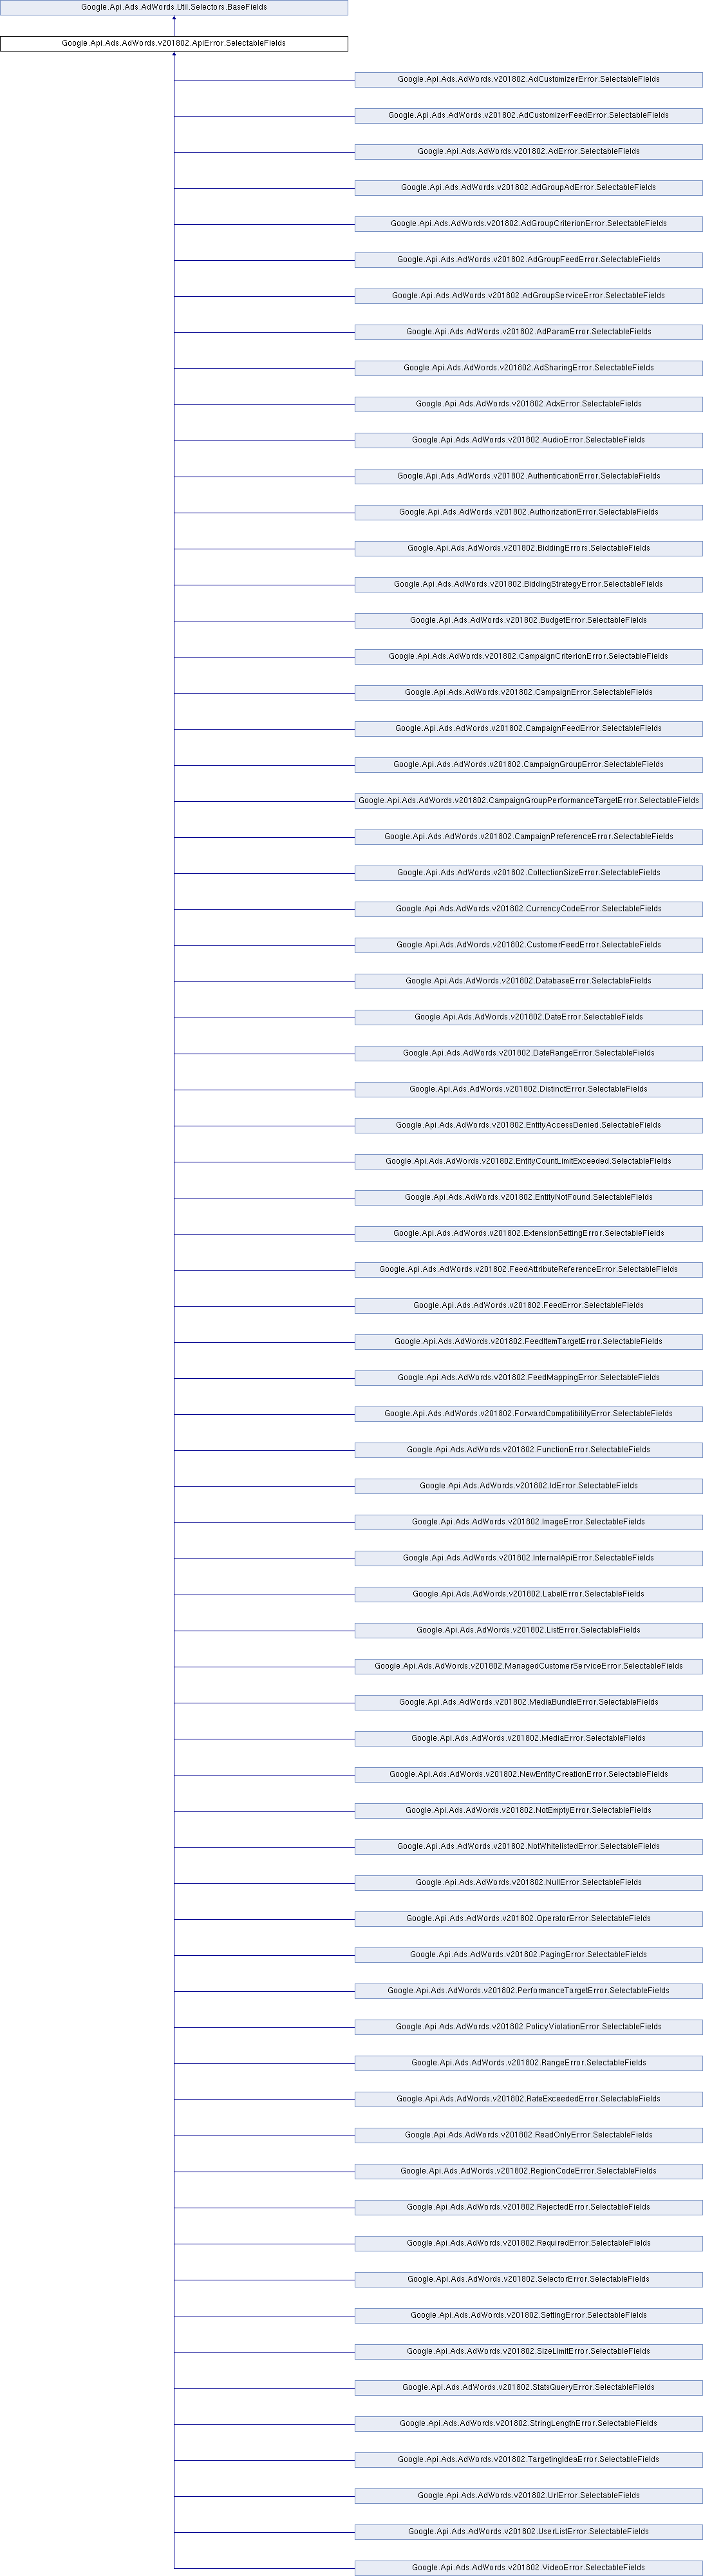 Google.Api.Ads.AdWords.Util.Selectors.BaseFields
Google.Api.Ads.AdWords.v201802.ApiError.SelectableFields
Google.Api.Ads.AdWords.v201802.AdCustomizerError.SelectableFields
Google.Api.Ads.AdWords.v201802.AdCustomizerFeedError.SelectableFields
Google.Api.Ads.AdWords.v201802.AdError.SelectableFields
Google.Api.Ads.AdWords.v201802.AdGroupAdError.SelectableFields
Google.Api.Ads.AdWords.v201802.AdGroupCriterionError.SelectableFields
Google.Api.Ads.AdWords.v201802.AdGroupFeedError.SelectableFields
Google.Api.Ads.AdWords.v201802.AdGroupServiceError.SelectableFields
Google.Api.Ads.AdWords.v201802.AdParamError.SelectableFields
Google.Api.Ads.AdWords.v201802.AdSharingError.SelectableFields
Google.Api.Ads.AdWords.v201802.AdxError.SelectableFields
Google.Api.Ads.AdWords.v201802.AudioError.SelectableFields
Google.Api.Ads.AdWords.v201802.AuthenticationError.SelectableFields
Google.Api.Ads.AdWords.v201802.AuthorizationError.SelectableFields
Google.Api.Ads.AdWords.v201802.BiddingErrors.SelectableFields
Google.Api.Ads.AdWords.v201802.BiddingStrategyError.SelectableFields
Google.Api.Ads.AdWords.v201802.BudgetError.SelectableFields
Google.Api.Ads.AdWords.v201802.CampaignCriterionError.SelectableFields
Google.Api.Ads.AdWords.v201802.CampaignError.SelectableFields
Google.Api.Ads.AdWords.v201802.CampaignFeedError.SelectableFields
Google.Api.Ads.AdWords.v201802.CampaignGroupError.SelectableFields
Google.Api.Ads.AdWords.v201802.CampaignGroupPerformanceTargetError.SelectableFields
Google.Api.Ads.AdWords.v201802.CampaignPreferenceError.SelectableFields
Google.Api.Ads.AdWords.v201802.CollectionSizeError.SelectableFields
Google.Api.Ads.AdWords.v201802.CurrencyCodeError.SelectableFields
Google.Api.Ads.AdWords.v201802.CustomerFeedError.SelectableFields
Google.Api.Ads.AdWords.v201802.DatabaseError.SelectableFields
Google.Api.Ads.AdWords.v201802.DateError.SelectableFields
Google.Api.Ads.AdWords.v201802.DateRangeError.SelectableFields
Google.Api.Ads.AdWords.v201802.DistinctError.SelectableFields
Google.Api.Ads.AdWords.v201802.EntityAccessDenied.SelectableFields
Google.Api.Ads.AdWords.v201802.EntityCountLimitExceeded.SelectableFields
Google.Api.Ads.AdWords.v201802.EntityNotFound.SelectableFields
Google.Api.Ads.AdWords.v201802.ExtensionSettingError.SelectableFields
Google.Api.Ads.AdWords.v201802.FeedAttributeReferenceError.SelectableFields
Google.Api.Ads.AdWords.v201802.FeedError.SelectableFields
Google.Api.Ads.AdWords.v201802.FeedItemTargetError.SelectableFields
Google.Api.Ads.AdWords.v201802.FeedMappingError.SelectableFields
Google.Api.Ads.AdWords.v201802.ForwardCompatibilityError.SelectableFields
Google.Api.Ads.AdWords.v201802.FunctionError.SelectableFields
Google.Api.Ads.AdWords.v201802.IdError.SelectableFields
Google.Api.Ads.AdWords.v201802.ImageError.SelectableFields
Google.Api.Ads.AdWords.v201802.InternalApiError.SelectableFields
Google.Api.Ads.AdWords.v201802.LabelError.SelectableFields
Google.Api.Ads.AdWords.v201802.ListError.SelectableFields
Google.Api.Ads.AdWords.v201802.ManagedCustomerServiceError.SelectableFields
Google.Api.Ads.AdWords.v201802.MediaBundleError.SelectableFields
Google.Api.Ads.AdWords.v201802.MediaError.SelectableFields
Google.Api.Ads.AdWords.v201802.NewEntityCreationError.SelectableFields
Google.Api.Ads.AdWords.v201802.NotEmptyError.SelectableFields
Google.Api.Ads.AdWords.v201802.NotWhitelistedError.SelectableFields
Google.Api.Ads.AdWords.v201802.NullError.SelectableFields
Google.Api.Ads.AdWords.v201802.OperatorError.SelectableFields
Google.Api.Ads.AdWords.v201802.PagingError.SelectableFields
Google.Api.Ads.AdWords.v201802.PerformanceTargetError.SelectableFields
Google.Api.Ads.AdWords.v201802.PolicyViolationError.SelectableFields
Google.Api.Ads.AdWords.v201802.RangeError.SelectableFields
Google.Api.Ads.AdWords.v201802.RateExceededError.SelectableFields
Google.Api.Ads.AdWords.v201802.ReadOnlyError.SelectableFields
Google.Api.Ads.AdWords.v201802.RegionCodeError.SelectableFields
Google.Api.Ads.AdWords.v201802.RejectedError.SelectableFields
Google.Api.Ads.AdWords.v201802.RequiredError.SelectableFields
Google.Api.Ads.AdWords.v201802.SelectorError.SelectableFields
Google.Api.Ads.AdWords.v201802.SettingError.SelectableFields
Google.Api.Ads.AdWords.v201802.SizeLimitError.SelectableFields
Google.Api.Ads.AdWords.v201802.StatsQueryError.SelectableFields
Google.Api.Ads.AdWords.v201802.StringLengthError.SelectableFields
Google.Api.Ads.AdWords.v201802.TargetingIdeaError.SelectableFields
Google.Api.Ads.AdWords.v201802.UrlError.SelectableFields
Google.Api.Ads.AdWords.v201802.UserListError.SelectableFields
Google.Api.Ads.AdWords.v201802.VideoError.SelectableFields